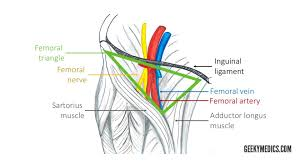 Femoral
triangle
Femoral
nerve
Sartorius
muscle
Inguinal
ligament
Femoral vein
Femoral artery
Adductor longus
muscle
GEEKYMEDICS.COM